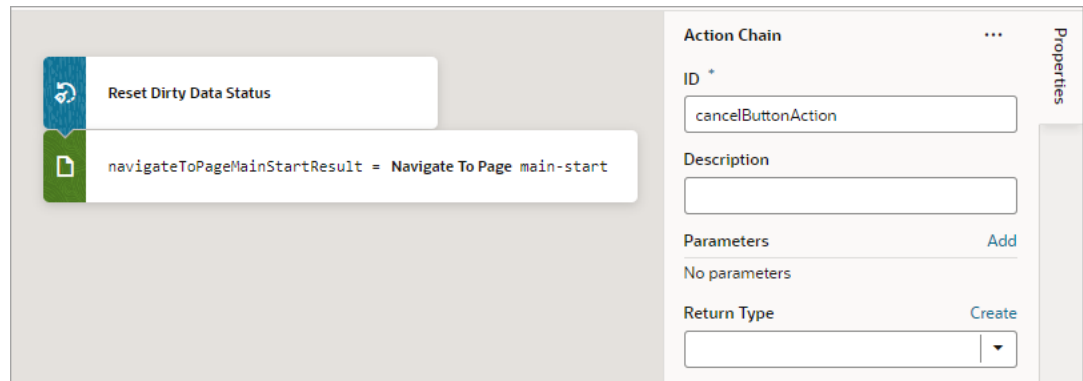 Reset Dirty Data Status
navigateToPageMainStartResult = Navigate To Page main-start
Action Chain
ID *
cancelButtonAction
Description
Parameters Add
No parameters
Return Type Create
Properties